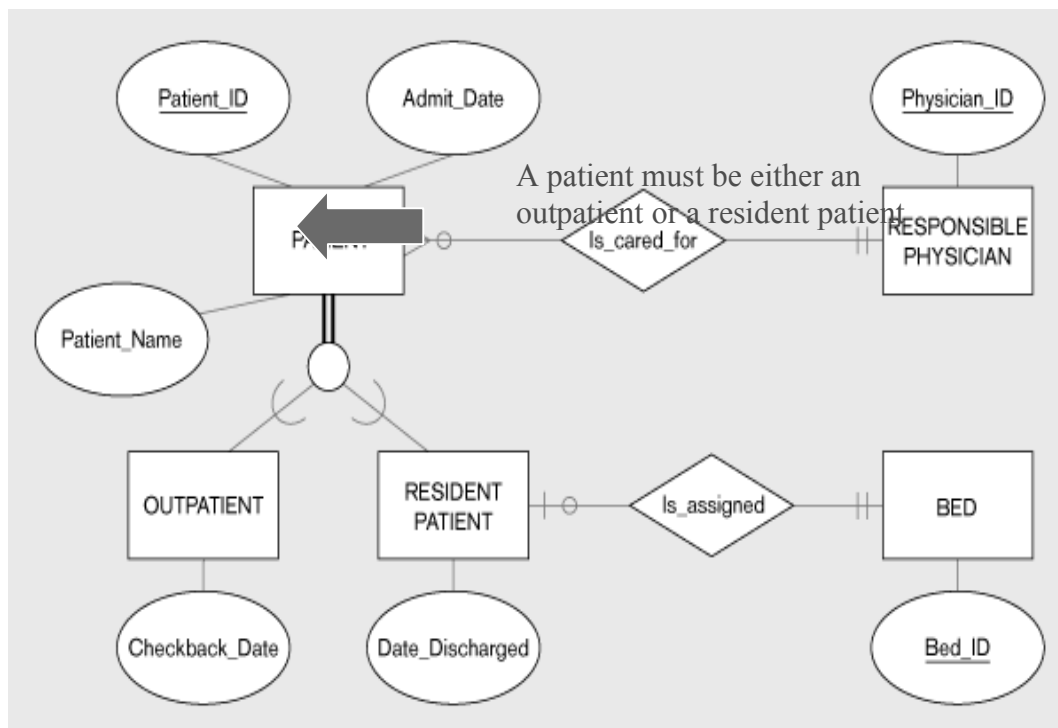 Patient_ID
Admit_Date
Physician_ID
A patient must be either an
outpatient or a resident patient
Is_cared_for
RESPONSIBLE
PHYSICIAN
Patient_Name
OUTPATIENT
RESIDENT
PATIENT
Is_assigned
BED
Checkback_Date
Date_Discharged
Bed_ID